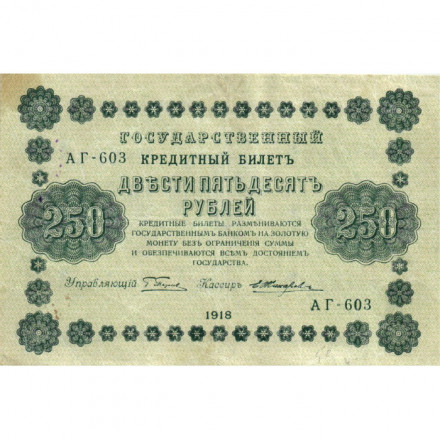 ГОСУДАРСТВЕННЫЙ
АГ-603 КРЕДИТНЫЙ БИЛЕТЪ
ДВѢСТИ ПЯТЬДЕСЯТЪ
РУБЛЕЙ
250 250
КРЕДИТНЫЕ БИЛЕТЫ РАЗМѢНИВАЮТСЯ
ГОСУДАРСТВЕННЫМЪ БАНКОМЪ НА ЗОЛОТУЮ
МОНЕТУ БЕЗЪ ОГРАНИЧЕНІЯ СУММЫ
И ОБЕЗПЕЧИВАЮТСЯ ВСѢМЪ ДОСТОЯНІЕМЪ
ГОСУДАРСТВА.
Управляющій Кассиръ
АГ-603
1918